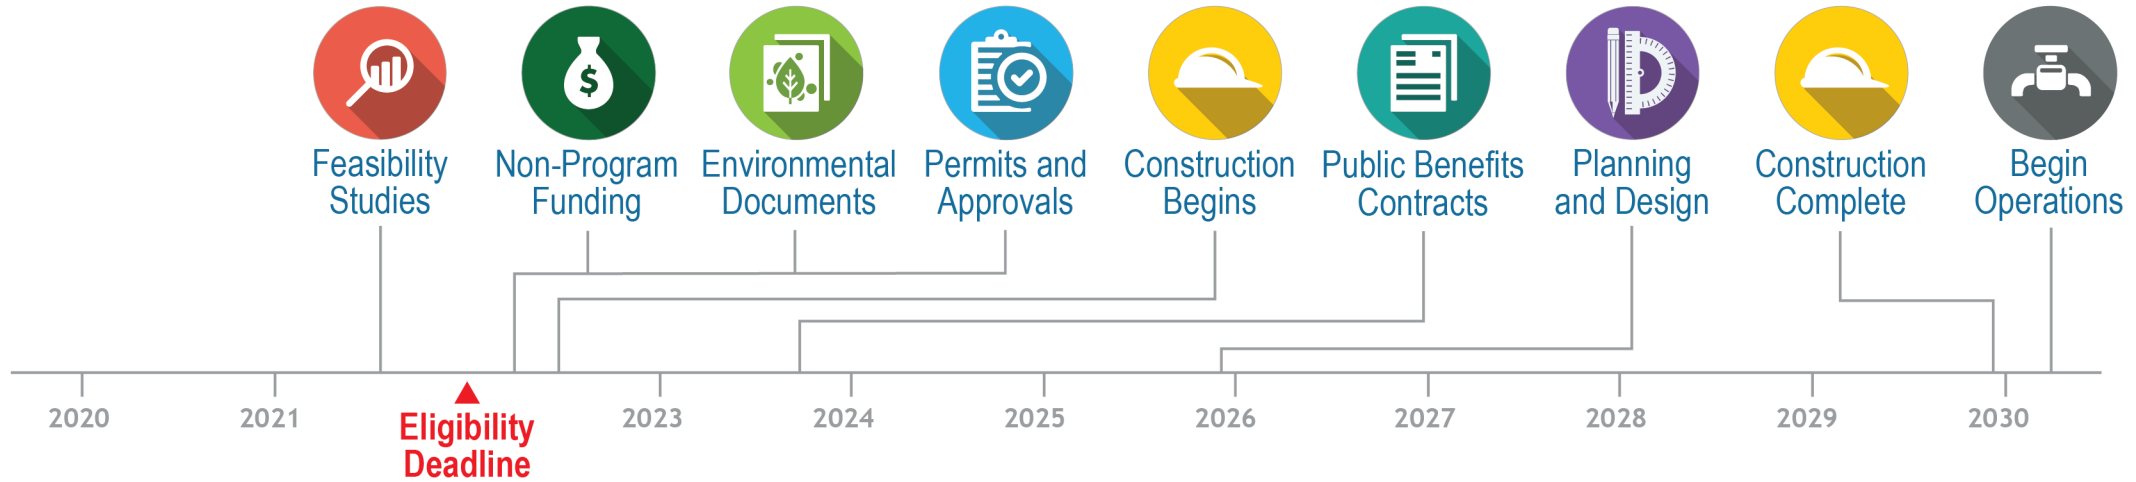 $
Feasibility
Studies
Non-Program
Funding
Environmental
Documents
Permits and
Approvals
Construction
Begins
Public Benefits
Contracts
Planning
and Design
Construction
Complete
Begin
Operations
2020
2021
Eligibility
Deadline
2023
2024
2025
2026
2027
2028
2029
2030